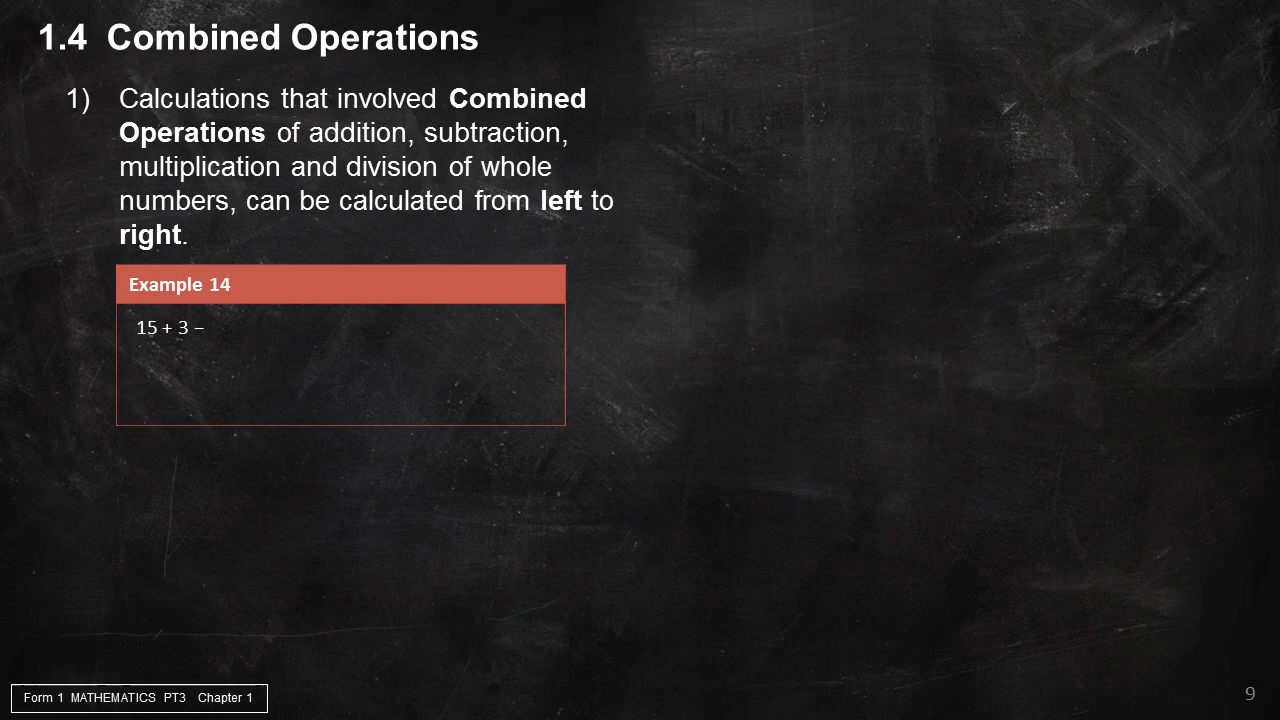 1.4 Combined Operations
1) Calculations that involved Combined
Operations of addition, subtraction,
multiplication and division of whole
numbers, can be calculated from left to
right.
Example 14
15 + 3 –
Form 1 MATHEMATICS PT3 Chapter 1
9